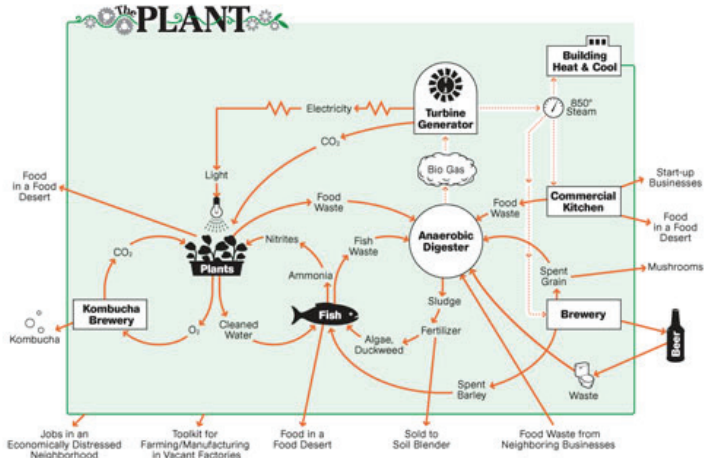 The PLANT
Building
Heat & Cool
850°
Steam
Turbine
Generator
Electricity
CO₂
Light
Bio Gas
Food
in a Food
Desert
Food
Waste
Food
Waste
Commercial
Kitchen
Start-up
Businesses
Food
in a Food
Desert
Anaerobic
Digester
Nitrites
Fish
Waste
CO₂
Plants
Ammonia
Spent
Grain
Mushrooms
Kombucha
Brewery
Kombucha
O₂
Cleaned
Water
Fish
Sludge
Fertilizer
Algae,
Duckweed
Brewery
Beer
Spent
Barley
Waste
Jobs in an
Economically Distressed
Neighborhood
Toolkit for
Farming/Manufacturing
in Vacant Factories
Food in a
Food Desert
Sold to
Soil Blender
Food Waste from
Neighboring Businesses